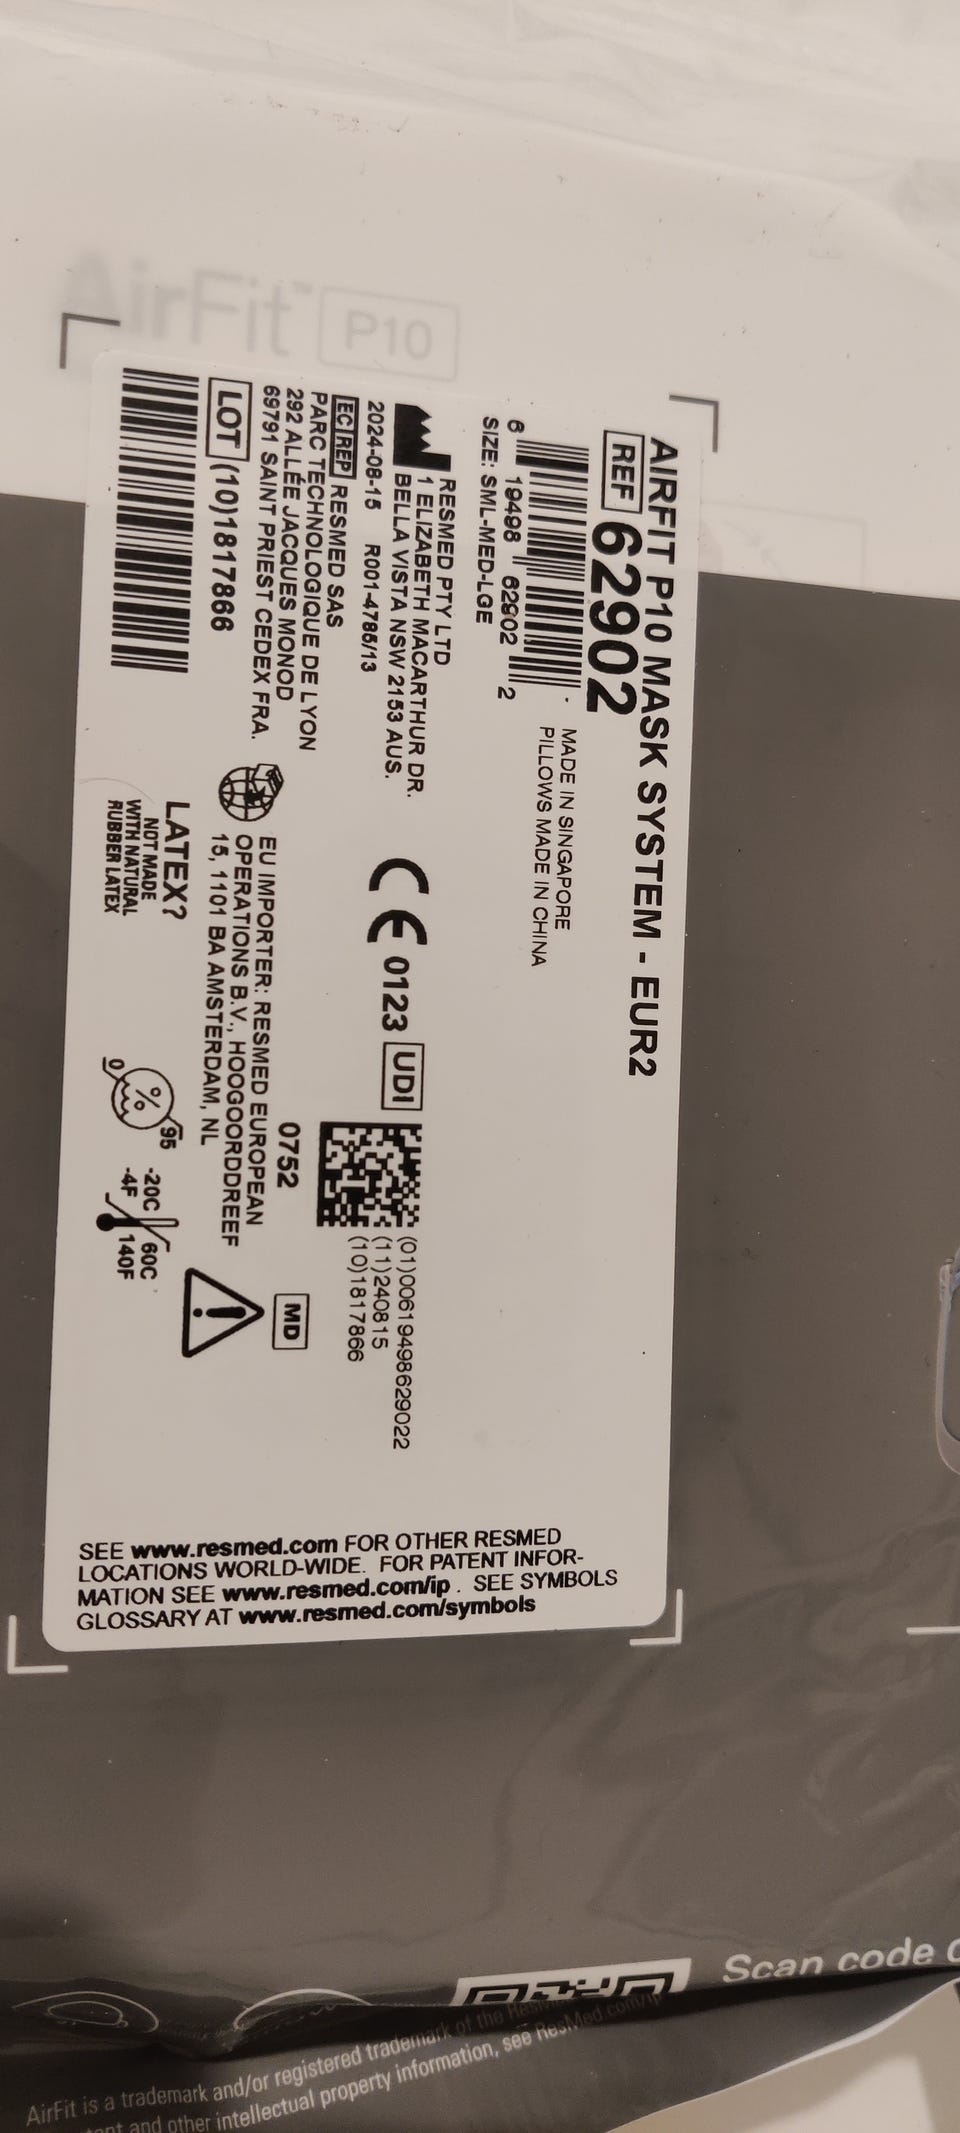 AirFit™ P10
AIRFIT P10 MASK SYSTEM - EUR2
REF 62902
6 19498 62902 2
SIZE: SML-MED-LGE
MADE IN SINGAPORE
PILLOWS MADE IN CHINA
RESMED PTY LTD
1 ELIZABETH MACARTHUR DR.
BELLA VISTA NSW 2153 AUS.
2024-08-15 R001-4785/13
EC REP RESMED SAS
PARC TECHNOLOGIQUE DE LYON
292 ALLÉE JACQUES MONOD
69791 SAINT PRIEST CEDEX FRA.
LOT (10)1817866
CE 0123 UDI
(01)00619498629022
(11)240815
(10)1817866
0752
MD
EU IMPORTER: RESMED EUROPEAN
OPERATIONS B.V., HOOGOORDDREEF
15, 1101 BA AMSTERDAM, NL
LATEX?
NOT MADE
WITH NATURAL
RUBBER LATEX
0 % 95
-20C 60C
-4F 140F
SEE www.resmed.com FOR OTHER RESMED
LOCATIONS WORLD-WIDE. FOR PATENT INFOR-
MATION SEE www.resmed.com/ip . SEE SYMBOLS
GLOSSARY AT www.resmed.com/symbols
Scan code
AirFit is a trademark and/or registered trademark of the ResMed
and other intellectual property information, see ResMed.com/ip